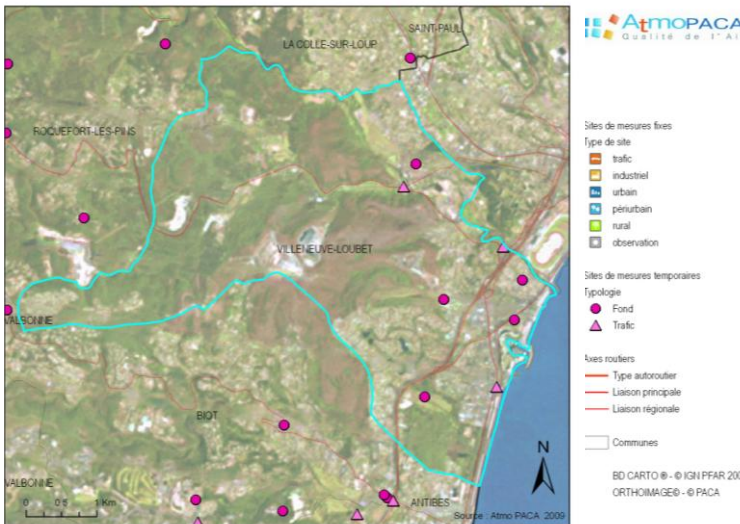 SAINT-PAUL
LA COLLE-SUR-LOUP
ROQUEFORT-LES-PINS
VILLENEUVE-LOUBET
VALBONNE
BIOT
VALBONNE
ANTIBES
N
0 0.5 1 Km
Source : Atmo PACA 2009
AtmoPACA
Qualité de l'Ai
Sites de mesures fixes
Type de site
trafic
industriel
urbain
périurbain
rural
observation
Sites de mesures temporaires
Typologie
Fond
Trafic
Axes routiers
Type autoroutier
Liaison principale
Liaison régionale
Communes
BD CARTO ® - © IGN PFAR 200
ORTHOIMAGE© - © PACA